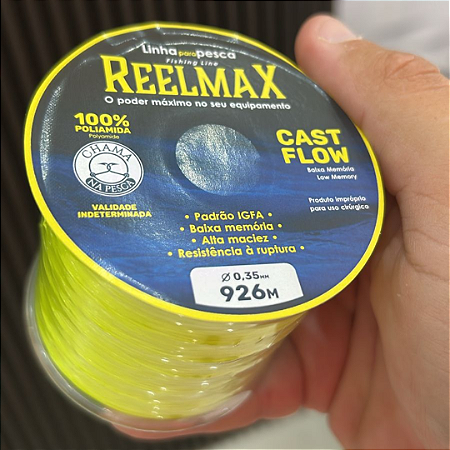 Linha para pesca
Fishing Line
REELMAX
O poder máximo no seu equipamento
100%
POLIAMIDA
Polyamide
CHAMA
NA PESCA
VALIDADE
INDETERMINADA
CAST
FLOW
Baixa Memória
Low Memory
Produto impróprio
para uso cirúrgico
• Padrão IGFA •
• Baixa memória •
• Alta maciez •
• Resistência à ruptura •
Ø 0,35MM
926M